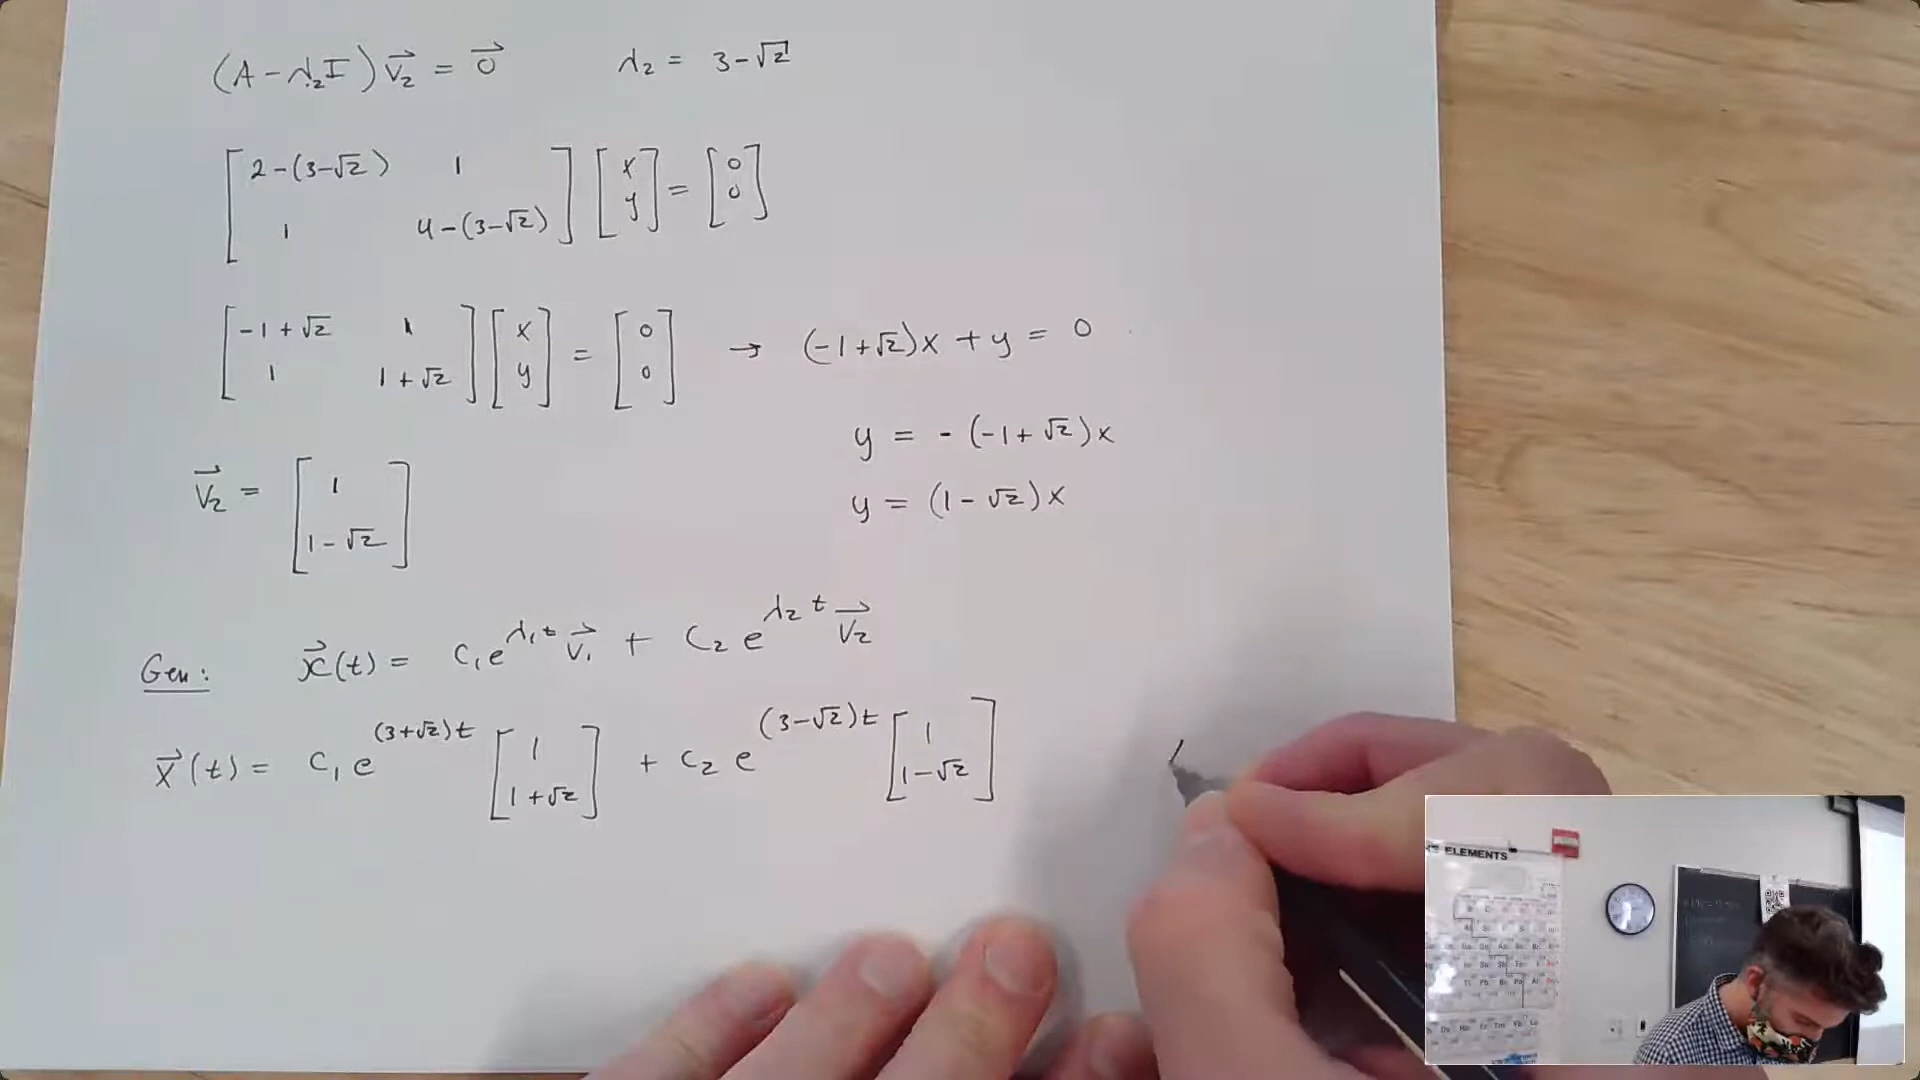 (A - λ₂I) v⃗₂ = 0⃗    λ₂ = 3 - √2
[2 - (3 - √2)  1; 1  4 - (3 - √2)] [x; y] = [0; 0]
[-1 + √2  1; 1  1 + √2] [x; y] = [0; 0] → (-1 + √2)x + y = 0
y = - (-1 + √2)x
y = (1 - √2)x
v⃗₂ = [1; 1 - √2]
Gen: x⃗(t) = c₁e^(λ₁t) v⃗₁ + c₂e^(λ₂t) v⃗₂
x⃗(t) = c₁e^((3+√2)t) [1; 1 + √2] + c₂e^((3-√2)t) [1; 1 - √2]
ELEMENTS